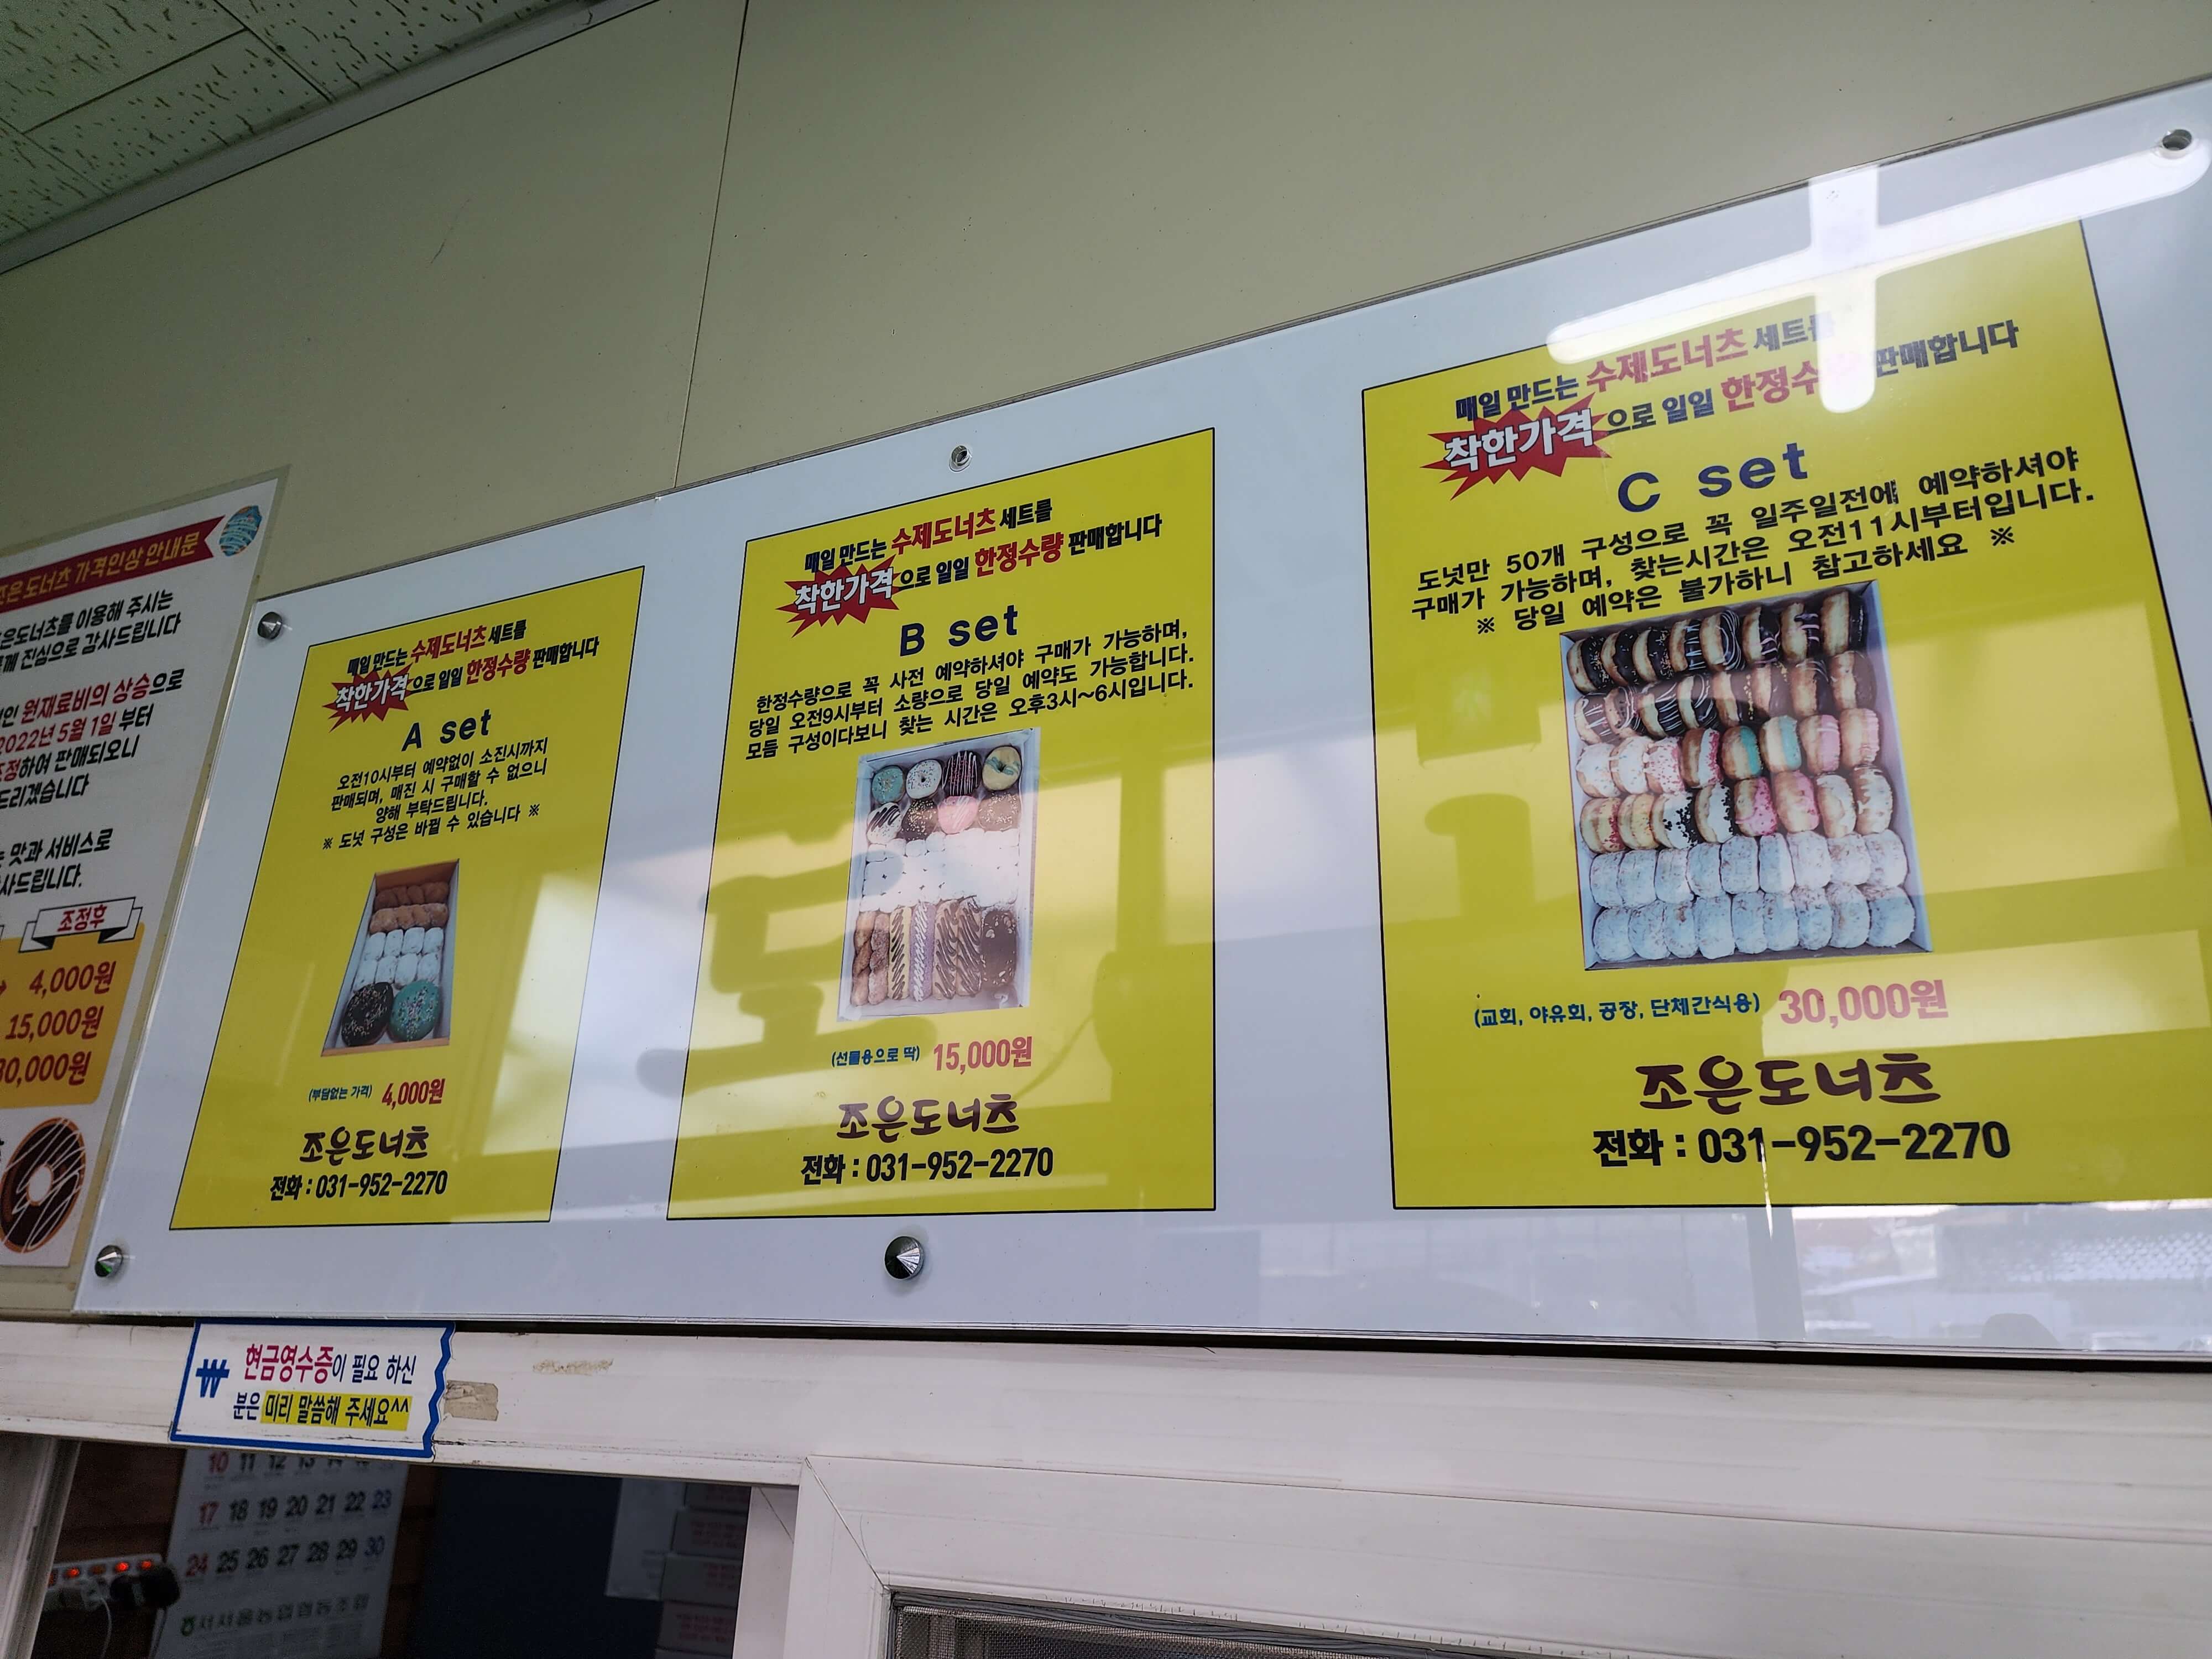 도너츠 가격인상 안내문
도너츠를 이용해 주시는
진심으로 감사드립니다
원재료비의 상승으로
2022년 5월 1일 부터
하여 판매되오니
드리겠습니다
맛과 서비스로
조정후
4,000원
15,000원
30,000원
매일 만드는 수제도너츠 세트를
착한가격으로 일일 한정수량 판매합니다
A set
오전10시부터 예약없이 소진시까지
판매되며, 매진 시 구매할 수 없으니
양해 부탁드립니다.
※ 도넛 구성은 바뀔 수 있습니다 ※
(부담없는 가격) 4,000원
조은도너츠
전화 : 031-952-2270
매일 만드는 수제도너츠 세트를
착한가격으로 일일 한정수량 판매합니다
B set
한정수량으로 꼭 사전 예약하셔야 구매가 가능하며,
당일 오전9시부터 소량으로 당일 예약도 가능합니다.
모듬 구성이다보니 찾는 시간은 오후3시~6시입니다.
(선물용으로 딱) 15,000원
조은도너츠
전화 : 031-952-2270
매일 만드는 수제도너츠 세트를
착한가격으로 일일 한정수 판매합니다
C set
도넛만 50개 구성으로 꼭 일주일전에 예약하셔야
구매가 가능하며, 찾는시간은 오전11시부터입니다.
※ 당일 예약은 불가하니 참고하세요 ※
(교회, 야유회, 공장, 단체간식용) 30,000원
조은도너츠
전화 : 031-952-2270
₩ 현금영수증이 필요 하신
분은 미리 말씀해 주세요^^
10 11 12 13 14
17 18 19 20 21 22 23
24 25 26 27 28 29 30